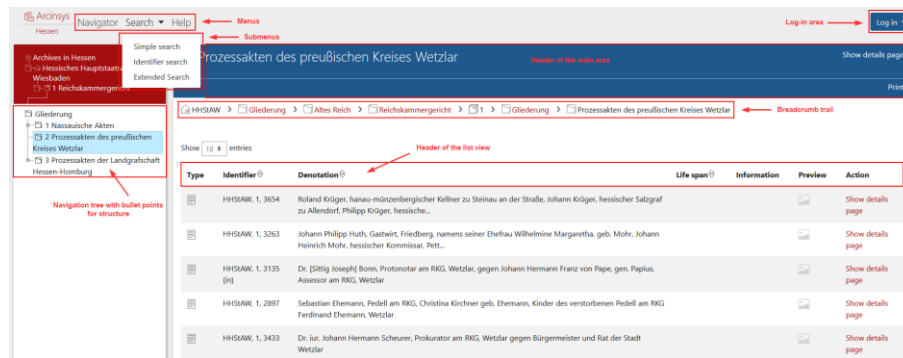 Arcinsys
Hessen
Navigator Search Help
Menus
Log-in area
Log in
Submenus
Simple search
Identifier search
Extended Search
Archives in Hessen
Hessisches Hauptstaat
Wiesbaden
1 Reichskammergericht
Prozessakten des preußischen Kreises Wetzlar
Header of the main area
Show details page
Print
HHStAW > Gliederung > Altes Reich > Reichskammergericht > 1 > Gliederung > Prozessakten des preußischen Kreises Wetzlar
Breadcrumb trail
Gliederung
1 Nassauische Akten
2 Prozessakten des preußischen
Kreises Wetzlar
3 Prozessakten der Landgrafschaft
Hessen-Homburg
Navigation tree with bullet points
for structure
Show 10 entries
Header of the list view
Type Identifier Denotation Life span Information Preview Action
HHStAW, 1, 3654 Roland Krüger, hanau-münzenbergischer Kellner zu Steinau an der Straße, Johann Krüger, hessischer Salzgraf Show details
zu Allendorf, Philipp Krüger, hessische... page
HHStAW, 1, 3263 Johann Philipp Huth, Gastwirt, Friedberg, namens seiner Ehefrau Wilhelmine Margaretha, geb. Mohr, Johann Show details
Heinrich Mohr, hessischer Kommissar, Pett... page
HHStAW, 1, 3135 Dr. [Sittig Joseph] Bonn, Protonotar am RKG, Wetzlar, gegen Johann Hermann Franz von Pape, gen. Papius, Show details
(in) Assessor am RKG, Wetzlar page
HHStAW, 1, 2897 Sebastian Ehemann, Pedell am RKG, Christina Kirchner geb. Ehemann, Kinder des verstorbenen Pedell am RKG Show details
Ferdinand Ehemann, Wetzlar page
HHStAW, 1, 3433 Dr. iur. Johann Hermann Scheurer, Prokurator am RKG, Wetzlar gegen Bürgermeister und Rat der Stadt Show details
Wetzlar page